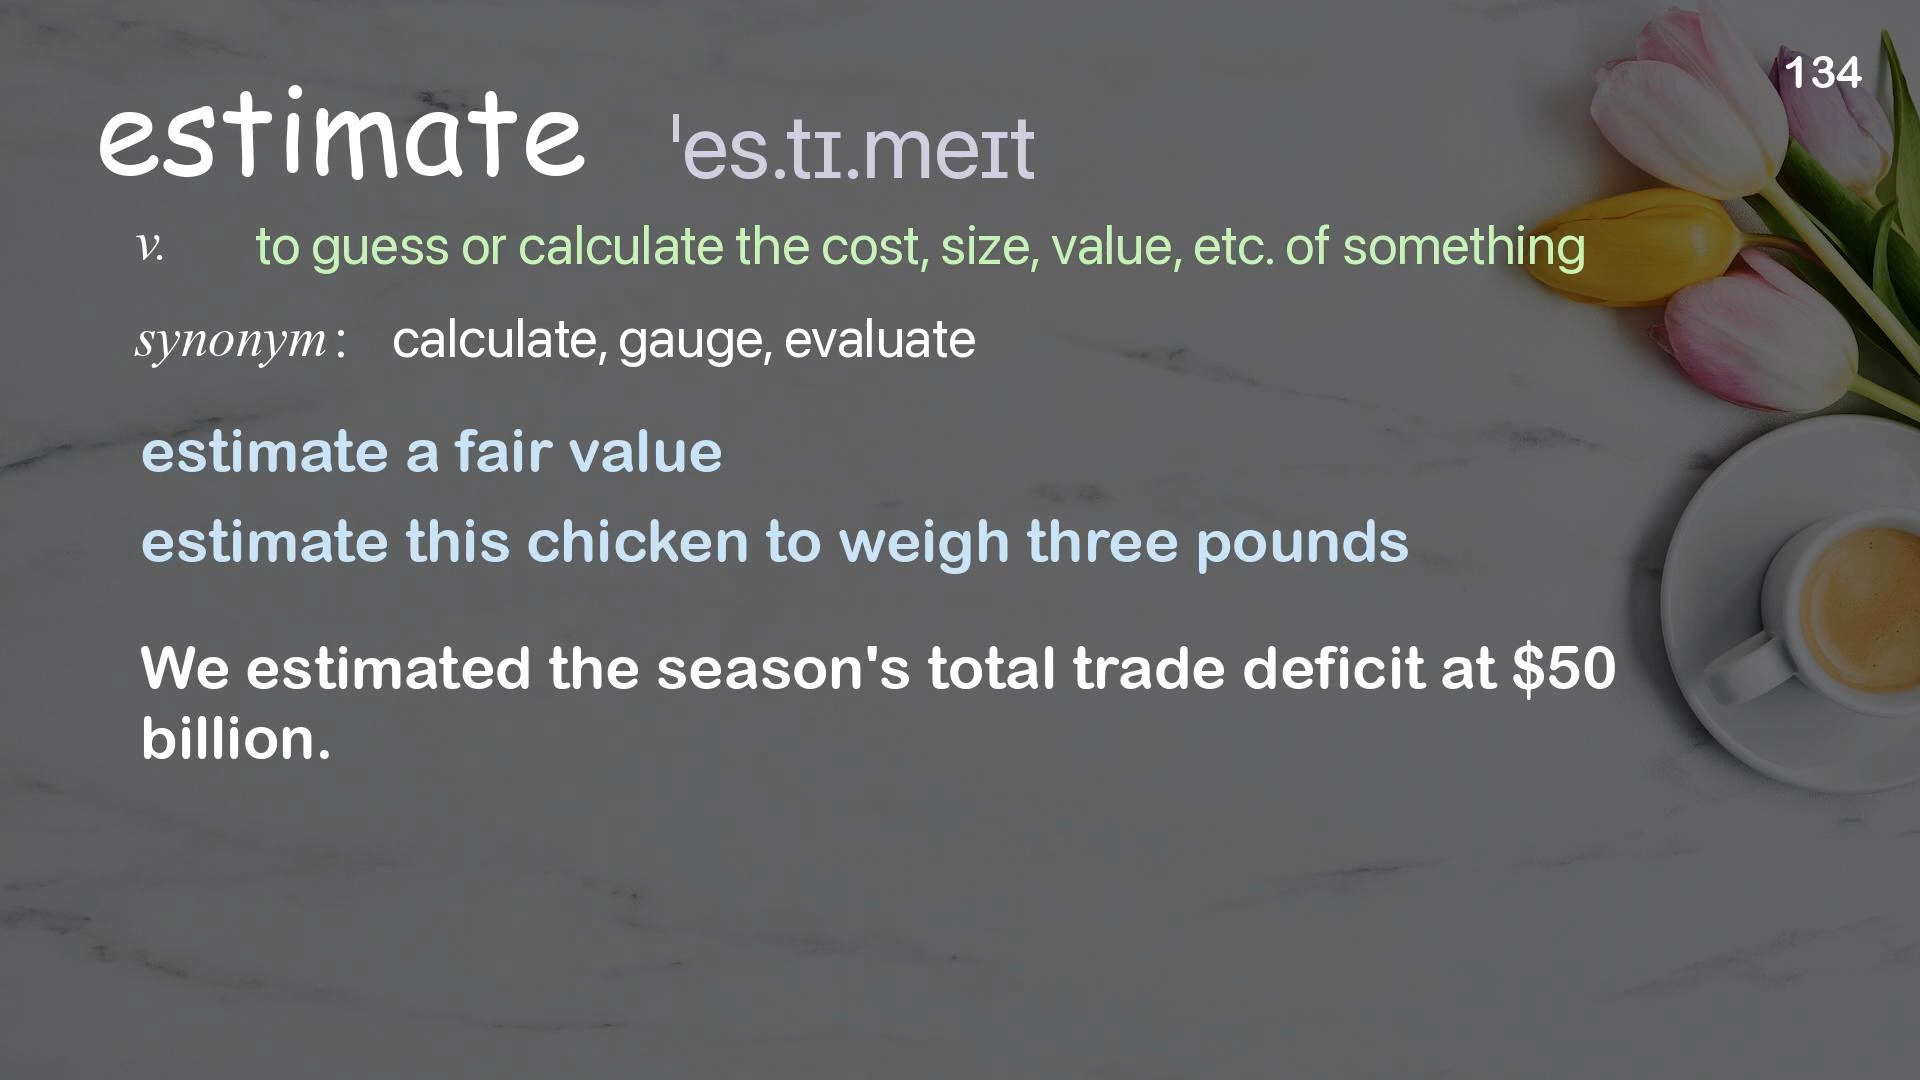 134
estimate ˈes.tɪ.meɪt
v. to guess or calculate the cost, size, value, etc. of something
synonym: calculate, gauge, evaluate
estimate a fair value
estimate this chicken to weigh three pounds
We estimated the season's total trade deficit at $50
billion.